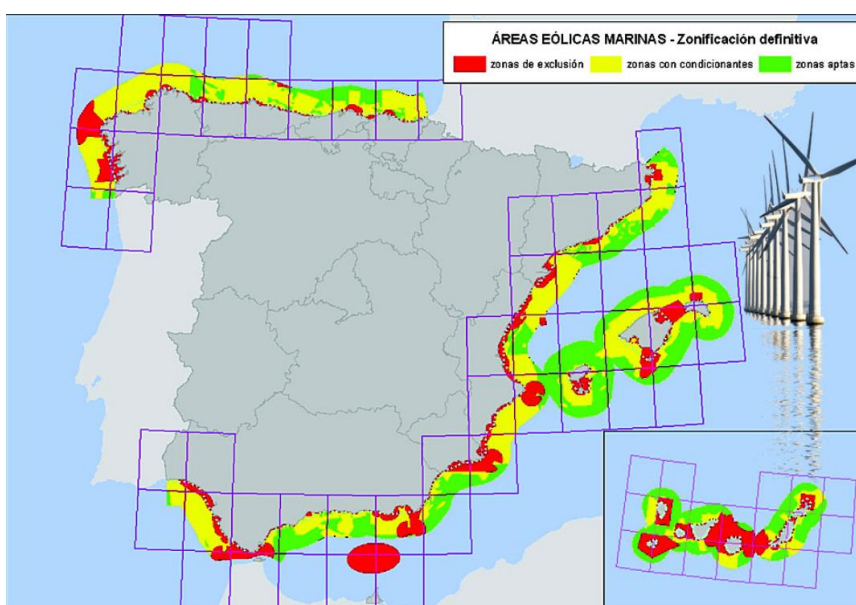 ÁREAS EÓLICAS MARINAS - Zonificación definitiva
zonas de exclusión zonas con condicionantes zonas aptas